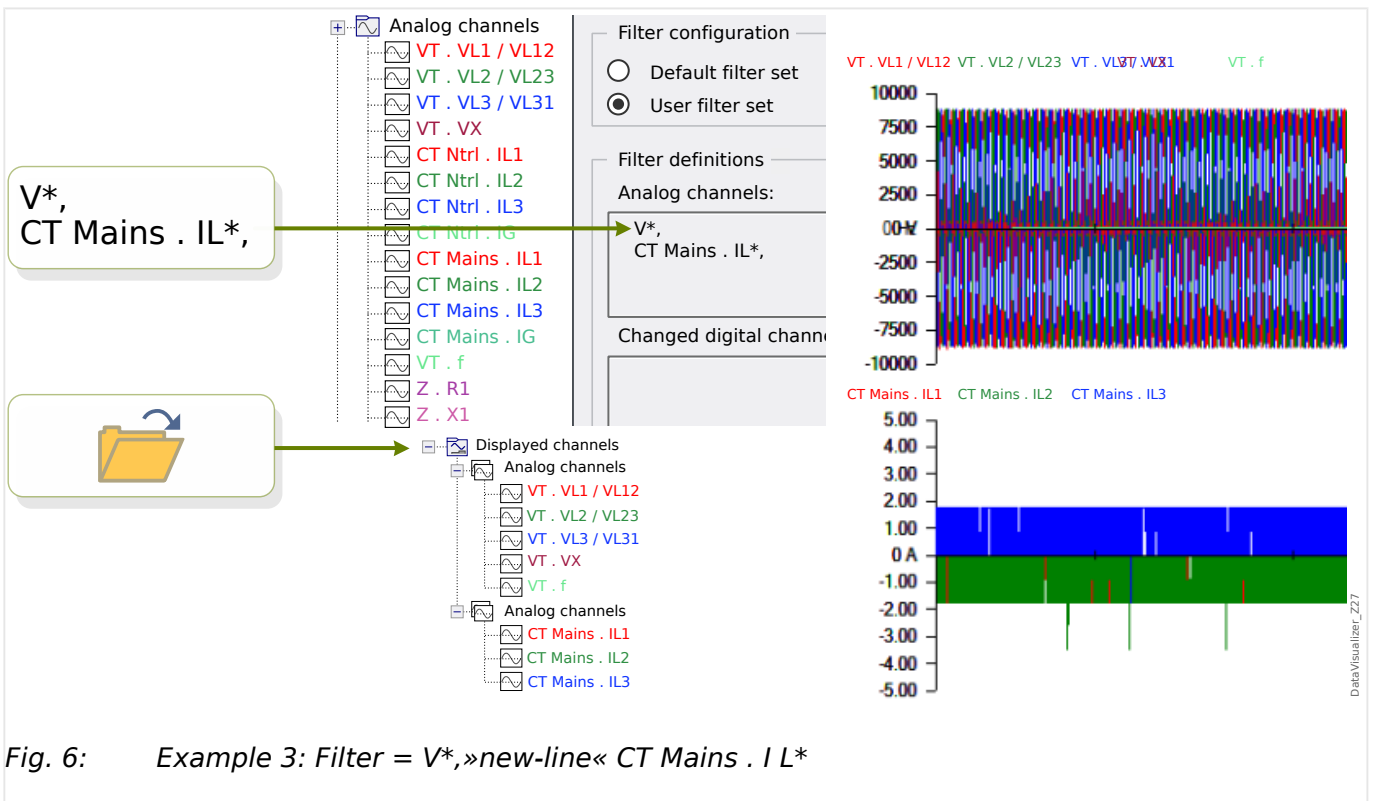 V*,
CT Mains . IL*,
Analog channels
VT . VL1 / VL12
VT . VL2 / VL23
VT . VL3 / VL31
VT . VX
CT Ntrl . IL1
CT Ntrl . IL2
CT Ntrl . IL3
CT Ntrl . IG
CT Mains . IL1
CT Mains . IL2
CT Mains . IL3
CT Mains . IG
VT . f
Z . R1
Z . X1
Filter configuration
Default filter set
User filter set
Filter definitions
Analog channels:
V*,
CT Mains . IL*,
Changed digital
Displayed channels
Analog channels
VT . VL1 / VL12
VT . VL2 / VL23
VT . VL3 / VL31
VT . VX
VT . f
Analog channels
CT Mains . IL1
CT Mains . IL2
CT Mains . IL3
VT . VL1 / VL12 VT . VL2 / VL23 VT . VL3 / VL31 VT . VX VT . f
10000
7500
5000
2500
0 V
-2500
-5000
-7500
-10000
CT Mains . IL1 CT Mains . IL2 CT Mains . IL3
5.00
4.00
3.00
2.00
1.00
0 A
-1.00
-2.00
-3.00
-4.00
-5.00
DataVisualizer_Z27
Fig. 6: Example 3: Filter = V*,»new-line« CT Mains . I L*